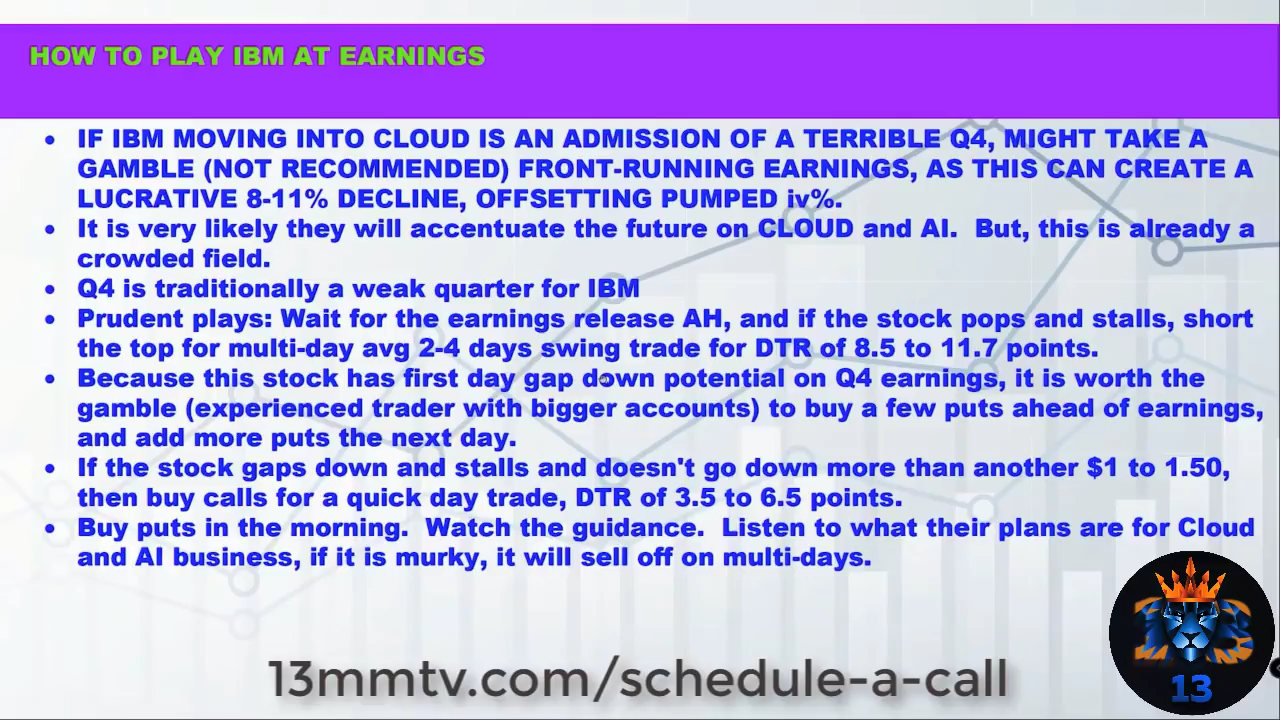 HOW TO PLAY IBM AT EARNINGS
• IF IBM MOVING INTO CLOUD IS AN ADMISSION OF A TERRIBLE Q4, MIGHT TAKE A
GAMBLE (NOT RECOMMENDED) FRONT-RUNNING EARNINGS, AS THIS CAN CREATE A
LUCRATIVE 8-11% DECLINE, OFFSETTING PUMPED iv%.
• It is very likely they will accentuate the future on CLOUD and AI.  But, this is already a
crowded field.
• Q4 is traditionally a weak quarter for IBM
• Prudent plays: Wait for the earnings release AH, and if the stock pops and stalls, short
the top for multi-day avg 2-4 days swing trade for DTR of 8.5 to 11.7 points.
• Because this stock has first day gap down potential on Q4 earnings, it is worth the
gamble (experienced trader with bigger accounts) to buy a few puts ahead of earnings,
and add more puts the next day.
• If the stock gaps down and stalls and doesn't go down more than another $1 to 1.50,
then buy calls for a quick day trade, DTR of 3.5 to 6.5 points.
• Buy puts in the morning.  Watch the guidance.  Listen to what their plans are for Cloud
and AI business, if it is murky, it will sell off on multi-days.
13mmtv.com/schedule-a-call
13